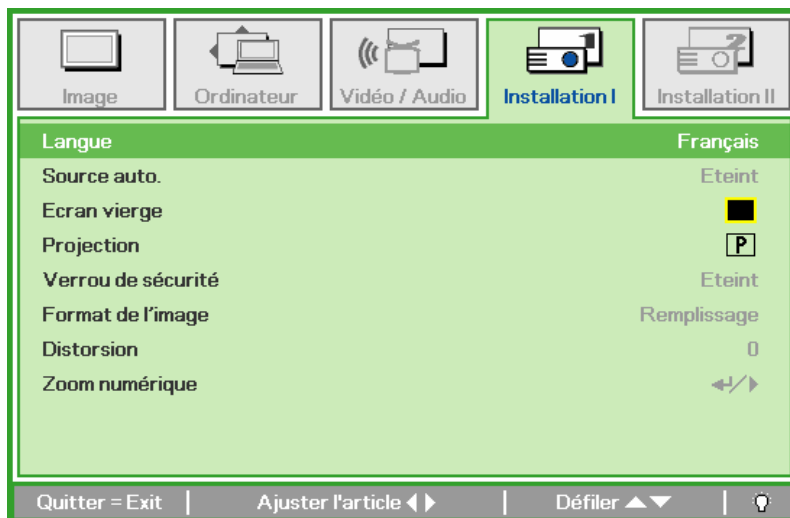 Image
Ordinateur
Vidéo / Audio
Installation I
Installation II
Langue Français
Source auto. Eteint
Ecran vierge
Projection P
Verrou de sécurité Eteint
Format de l'image Remplissage
Distorsion 0
Zoom numérique
Quitter = Exit Ajuster l'article Défiler